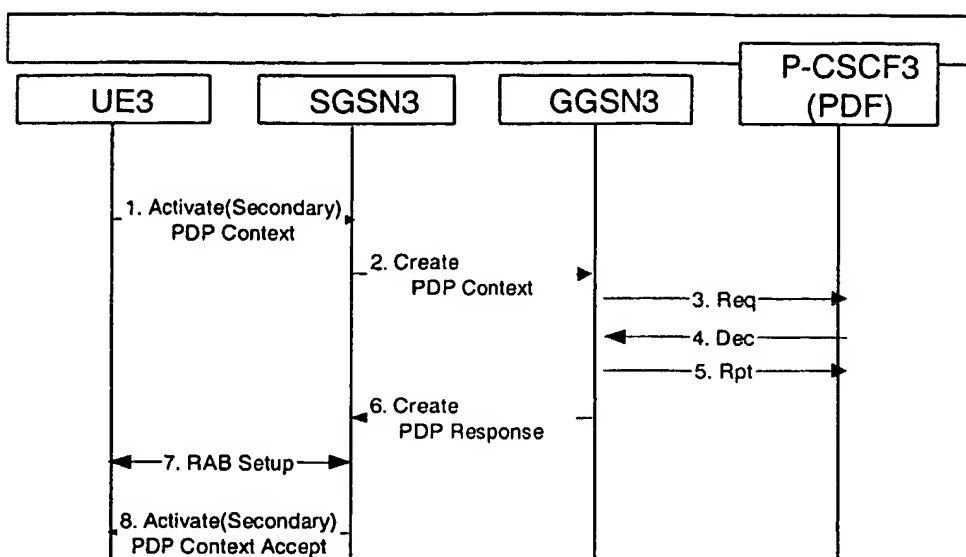 UE3
SGSN3
GGSN3
P-CSCF3
(PDF)
1. Activate(Secondary)
PDP Context
2. Create
PDP Context
3. Req
4. Dec
5. Rpt
6. Create
PDP Response
7. RAB Setup
8. Activate(Secondary)
PDP Context Accept